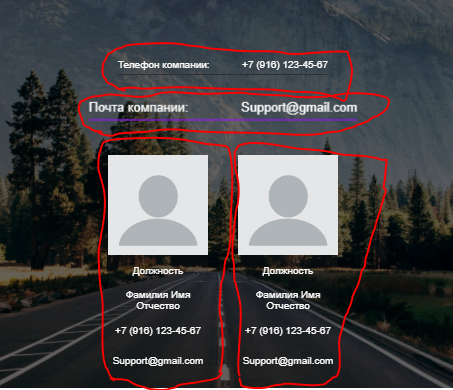 Телефон компании: +7 (916) 123-45-67
Почта компании: Support@gmail.com
Должность Должность
Фамилия Имя Фамилия Имя
Отчество Отчество
+7 (916) 123-45-67 +7 (916) 123-45-67
Support@gmail.com Support@gmail.com